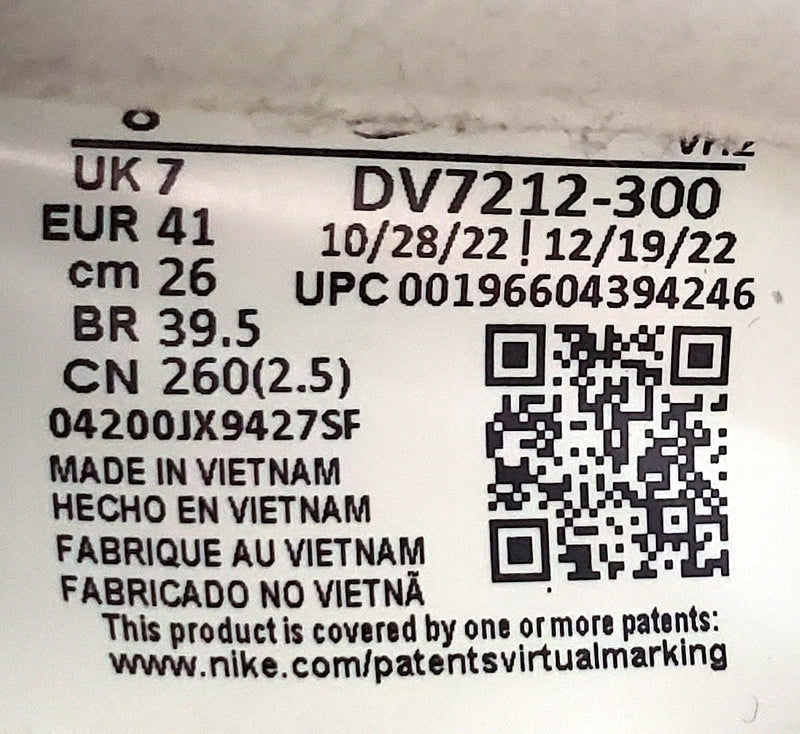 UK 7
EUR 41
cm 26
BR 39.5
CN 260(2.5)
04200JX9427SF
DV7212-300
10/28/22 ! 12/19/22
UPC 00196604394246
MADE IN VIETNAM
HECHO EN VIETNAM
FABRIQUE AU VIETNAM
FABRICADO NO VIETNÃ
This product is covered by one or more patents:
www.nike.com/patentsvirtualmarking